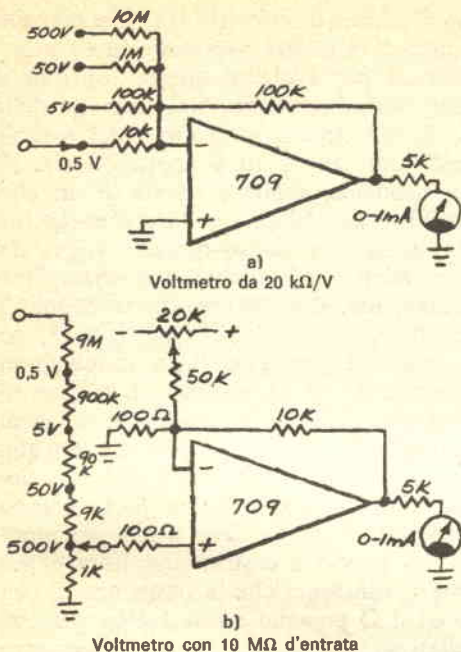 10M
500V
1M
50V
100K
5V
100K
10K
0,5 V
-
709
+
5K
0-1mA
a)
Voltmetro da 20 kΩ/V
20K
- +
9M
0,5 V
50K
900K
100Ω
10K
5V
90
K
-
50V
709
5K
9K
500V
100Ω
+
0-1mA
1K
b)
Voltmetro con 10 MΩ d'entrata